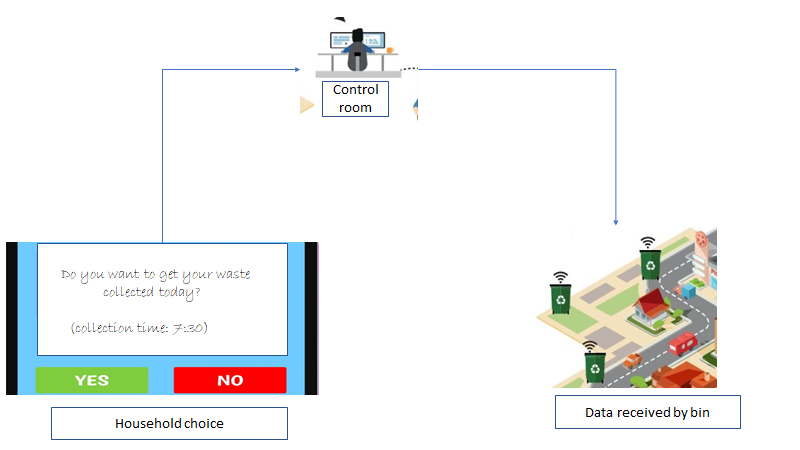 Control
room
Do you want to get your waste
collected today?
(collection time: 7:30)
YES
NO
Household choice
Data received by bin